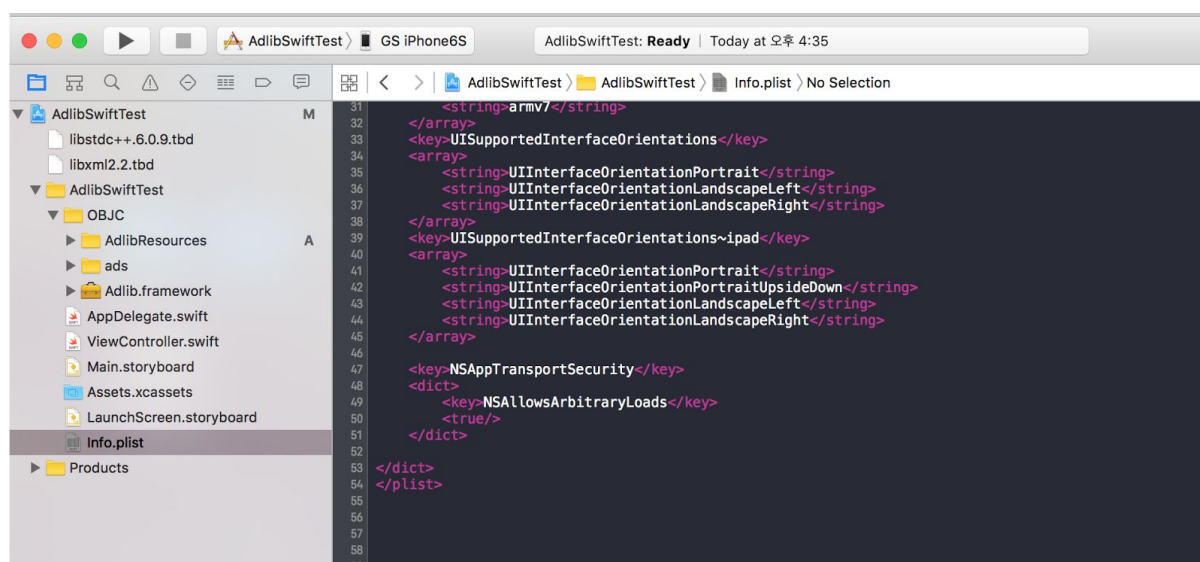 AdlibSwiftTest
GS iPhone6S
AdlibSwiftTest: Ready | Today at 오후 4:35
AdlibSwiftTest
AdlibSwiftTest
Info.plist
No Selection
AdlibSwiftTest
M
libstdc++.6.0.9.tbd
libxml2.2.tbd
AdlibSwiftTest
OBJC
AdlibResources
A
ads
Adlib.framework
AppDelegate.swift
ViewController.swift
Main.storyboard
Assets.xcassets
LaunchScreen.storyboard
Info.plist
Products
31 <string>armv7</string>
32 </array>
33 <key>UISupportedInterfaceOrientations</key>
34 <array>
35 <string>UIInterfaceOrientationPortrait</string>
36 <string>UIInterfaceOrientationLandscapeLeft</string>
37 <string>UIInterfaceOrientationLandscapeRight</string>
38 </array>
39 <key>UISupportedInterfaceOrientations~ipad</key>
40 <array>
41 <string>UIInterfaceOrientationPortrait</string>
42 <string>UIInterfaceOrientationPortraitUpsideDown</string>
43 <string>UIInterfaceOrientationLandscapeLeft</string>
44 <string>UIInterfaceOrientationLandscapeRight</string>
45 </array>
46
47 <key>NSAppTransportSecurity</key>
48 <dict>
49 <key>NSAllowsArbitraryLoads</key>
50 <true/>
51 </dict>
52
53 </dict>
54 </plist>
55
56
57
58